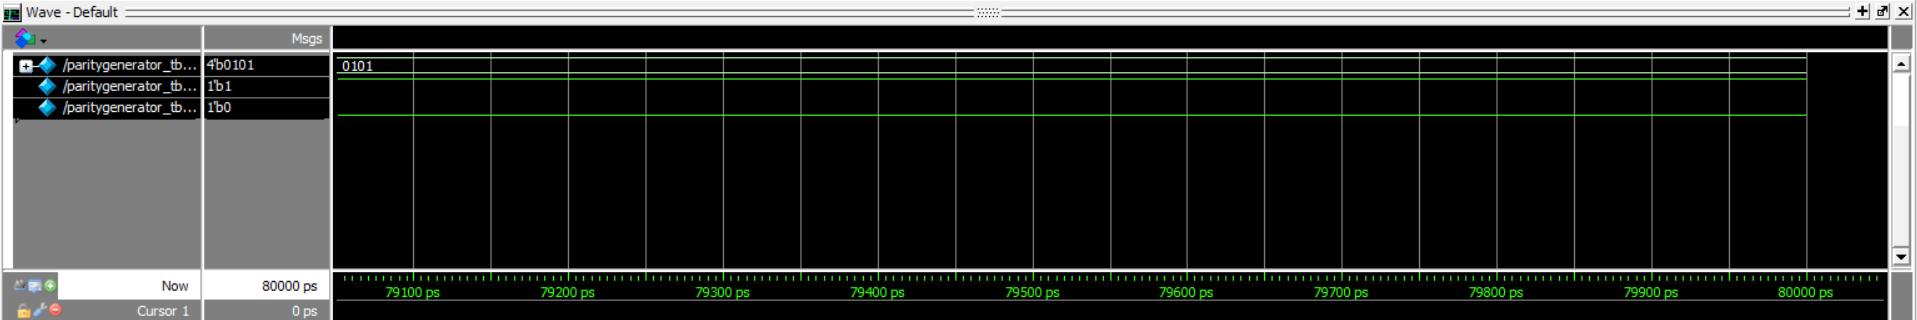 Wave - Default
Msgs
/paritygenerator_tb... 4'b0101 0101
/paritygenerator_tb... 1'b1
/paritygenerator_tb... 1'b0
Now 80000 ps 79100 ps 79200 ps 79300 ps 79400 ps 79500 ps 79600 ps 79700 ps 79800 ps 79900 ps 80000 ps
Cursor 1 0 ps